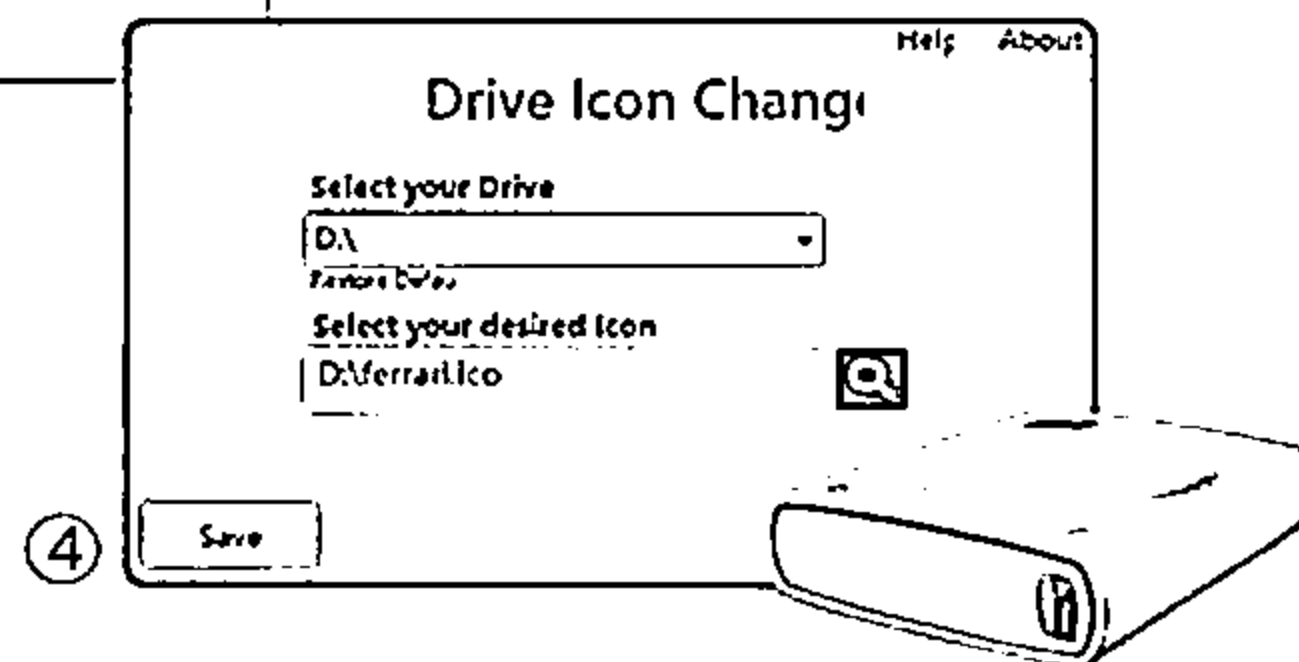 Help About
Drive Icon Chang
Select your Drive
D:\
Select your desired Icon
D:\ferrari.ico
Save
4